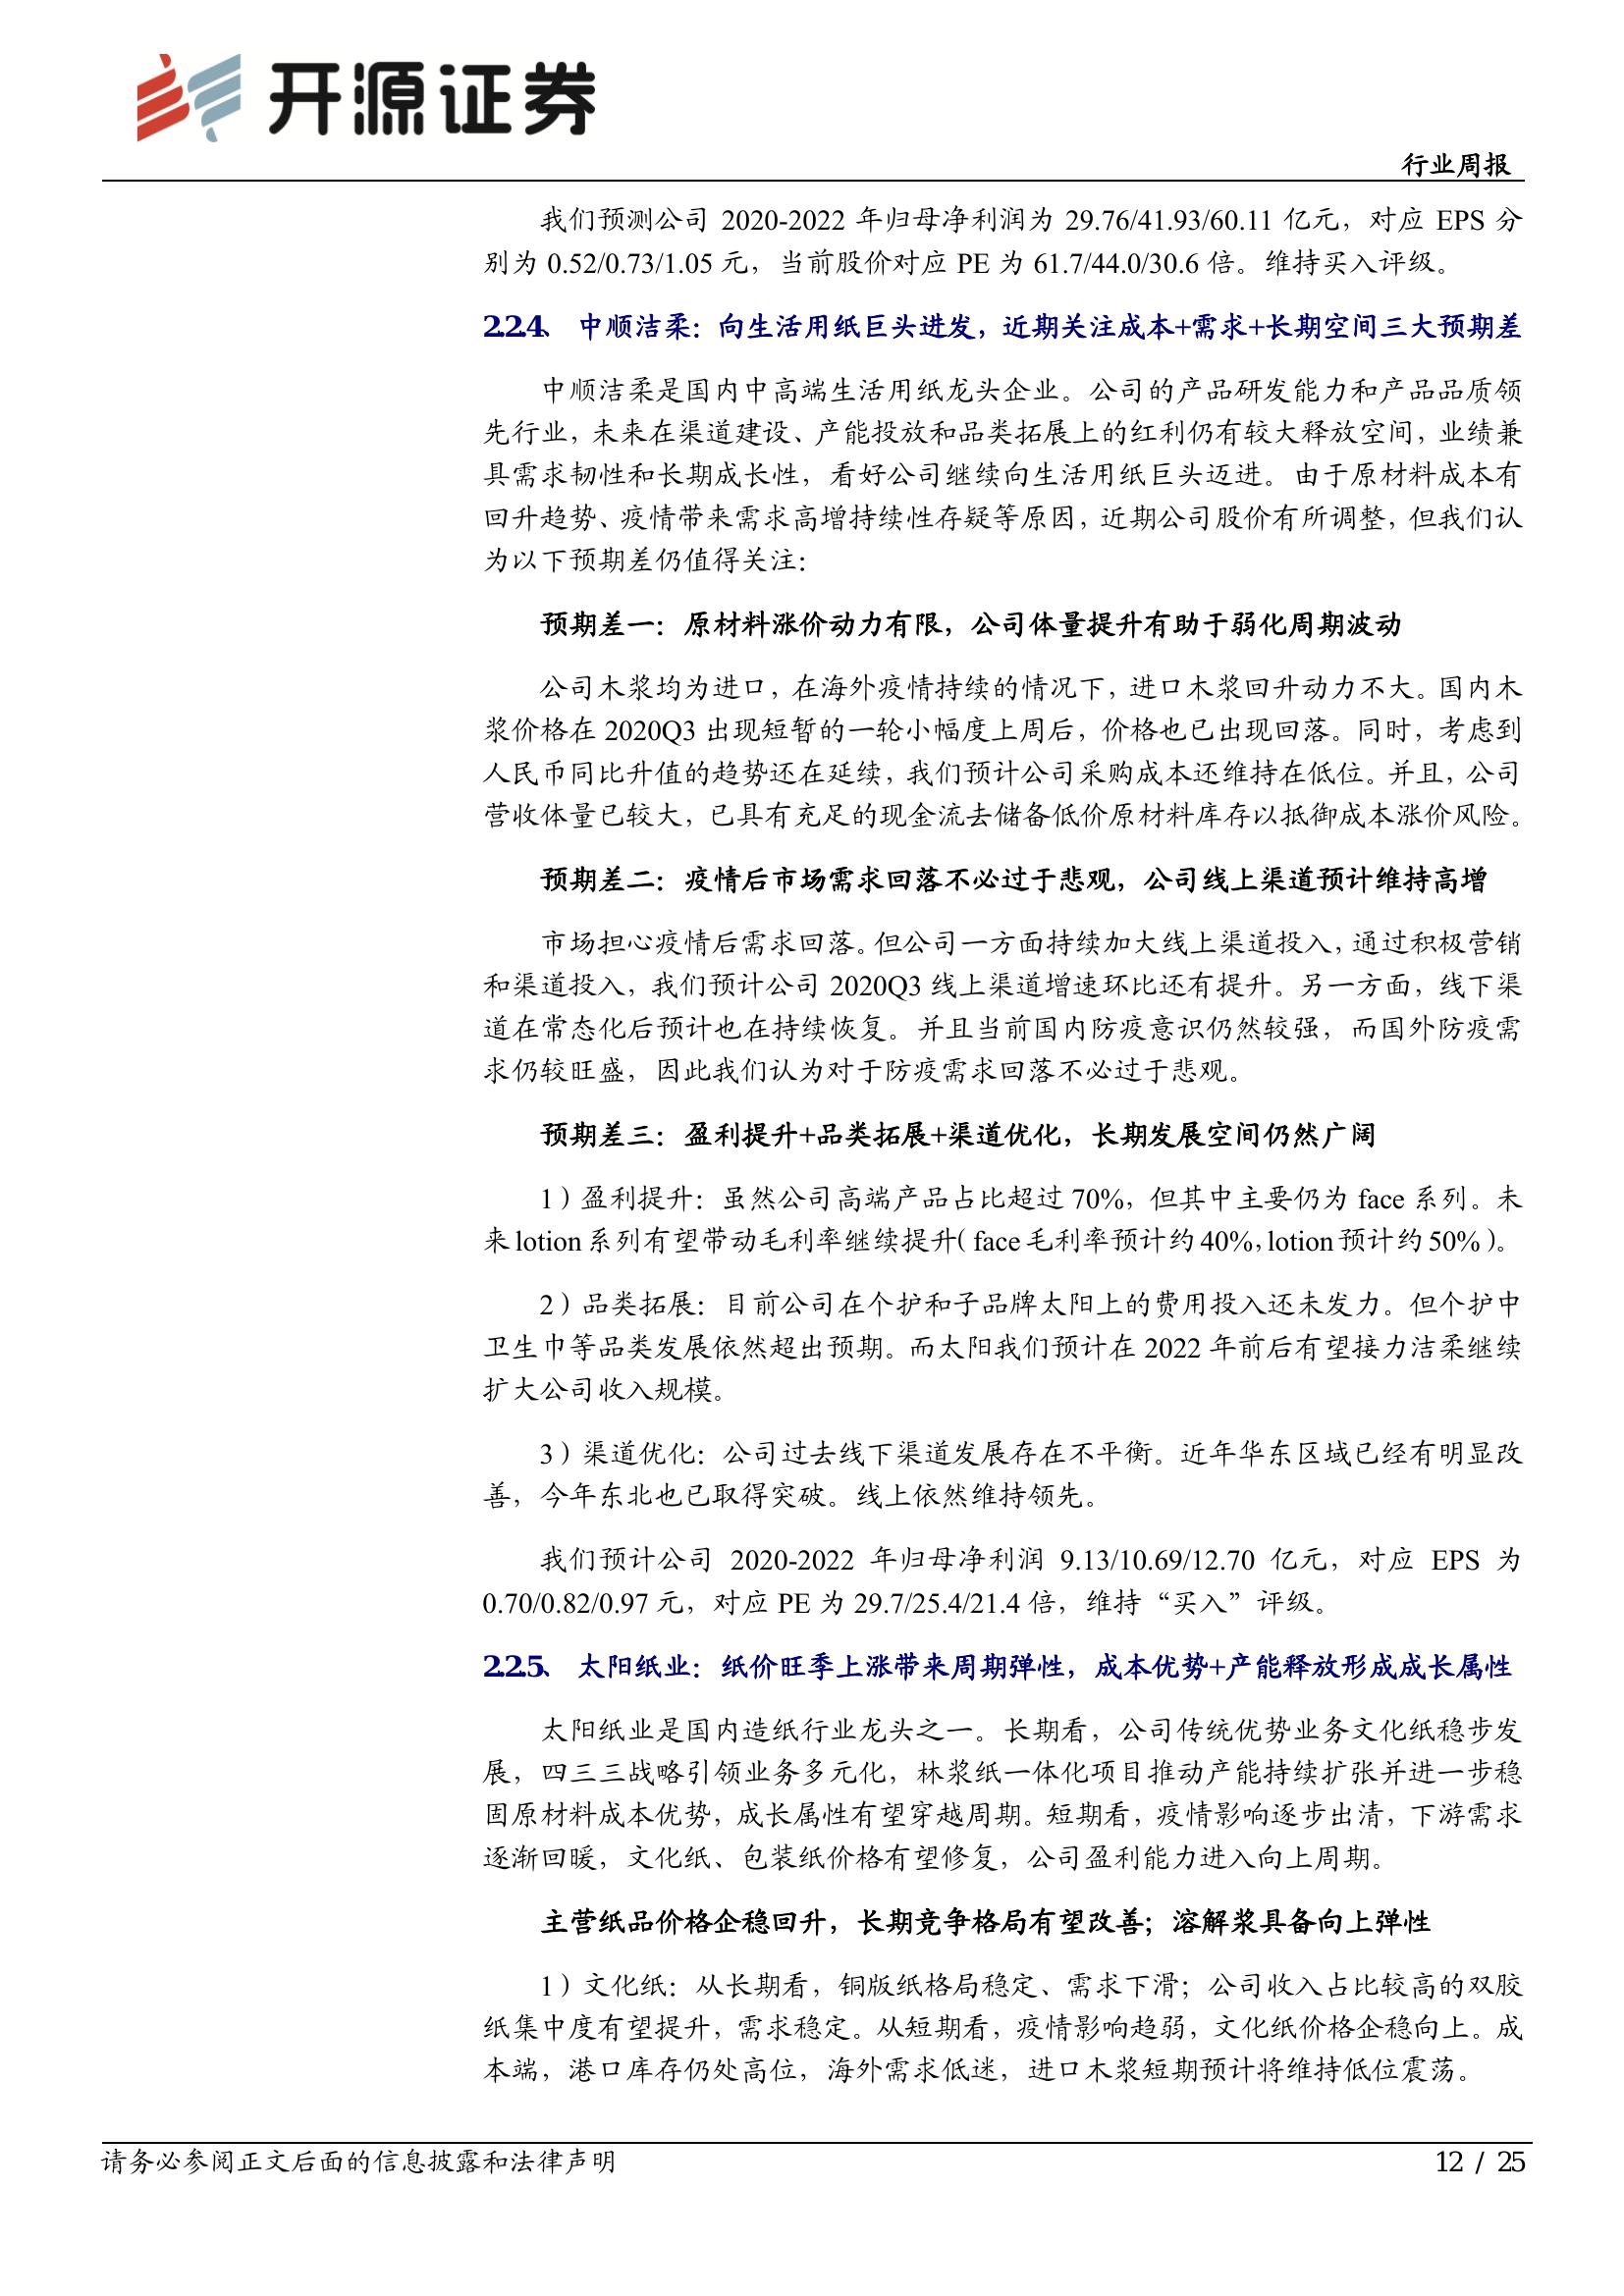 开源证券
行业周报
我们预测公司 2020-2022 年归母净利润为 29.76/41.93/60.11 亿元，对应 EPS 分
别为 0.52/0.73/1.05 元，当前股价对应 PE 为 61.7/44.0/30.6 倍。维持买入评级。
2.2.4、 中顺洁柔：向生活用纸巨头进发，近期关注成本+需求+长期空间三大预期差
中顺洁柔是国内中高端生活用纸龙头企业。公司的产品研发能力和产品品质领
先行业，未来在渠道建设、产能投放和品类拓展上的红利仍有较大释放空间，业绩兼
具需求韧性和长期成长性，看好公司继续向生活用纸巨头迈进。由于原材料成本有
回升趋势、疫情带来需求高增持续性存疑等原因，近期公司股价有所调整，但我们认
为以下预期差仍值得关注：
预期差一：原材料涨价动力有限，公司体量提升有助于弱化周期波动
公司木浆均为进口，在海外疫情持续的情况下，进口木浆回升动力不大。国内木
浆价格在 2020Q3 出现短暂的一轮小幅度上周后，价格也已出现回落。同时，考虑到
人民币同比升值的趋势还在延续，我们预计公司采购成本还维持在低位。并且，公司
营收体量已较大，已具有充足的现金流去储备低价原材料库存以抵御成本涨价风险。
预期差二：疫情后市场需求回落不必过于悲观，公司线上渠道预计维持高增
市场担心疫情后需求回落。但公司一方面持续加大线上渠道投入，通过积极营销
和渠道投入，我们预计公司 2020Q3 线上渠道增速环比还有提升。另一方面，线下渠
道在常态化后预计也在持续恢复。并且当前国内防疫意识仍然较强，而国外防疫需
求仍较旺盛，因此我们认为对于防疫需求回落不必过于悲观。
预期差三：盈利提升+品类拓展+渠道优化，长期发展空间仍然广阔
1）盈利提升：虽然公司高端产品占比超过 70%，但其中主要仍为 face 系列。未
来 lotion 系列有望带动毛利率继续提升（face 毛利率预计约 40%，lotion 预计约 50%）。
2）品类拓展：目前公司在个护和子品牌太阳上的费用投入还未发力。但个护中
卫生巾等品类发展依然超出预期。而太阳我们预计在 2022 年前后有望接力洁柔继续
扩大公司收入规模。
3）渠道优化：公司过去线下渠道发展存在不平衡。近年华东区域已经有明显改
善，今年东北也已取得突破。线上依然维持领先。
我们预计公司 2020-2022 年归母净利润 9.13/10.69/12.70 亿元，对应 EPS 为
0.70/0.82/0.97 元，对应 PE 为 29.7/25.4/21.4 倍，维持“买入”评级。
2.2.5、 太阳纸业：纸价旺季上涨带来周期弹性，成本优势+产能释放形成成长属性
太阳纸业是国内造纸行业龙头之一。长期看，公司传统优势业务文化纸稳步发
展，四三三战略引领业务多元化，林浆纸一体化项目推动产能持续扩张并进一步稳
固原材料成本优势，成长属性有望穿越周期。短期看，疫情影响逐步出清，下游需求
逐渐回暖，文化纸、包装纸价格有望修复，公司盈利能力进入向上周期。
主营纸品价格企稳回升，长期竞争格局有望改善；溶解浆具备向上弹性
1）文化纸：从长期看，铜版纸格局稳定、需求下滑；公司收入占比较高的双胶
纸集中度有望提升，需求稳定。从短期看，疫情影响趋弱，文化纸价格企稳向上。成
本端，港口库存仍处高位，海外需求低迷，进口木浆短期预计将维持低位震荡。
请务必参阅正文后面的信息披露和法律声明
12 / 25